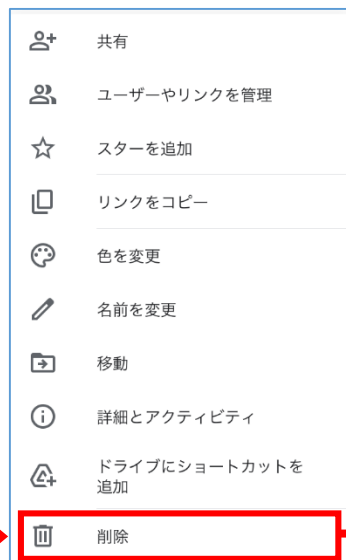 共有
ユーザーやリンクを管理
スターを追加
リンクをコピー
色を変更
名前を変更
移動
詳細とアクティビティ
ドライブにショートカットを
追加
削除